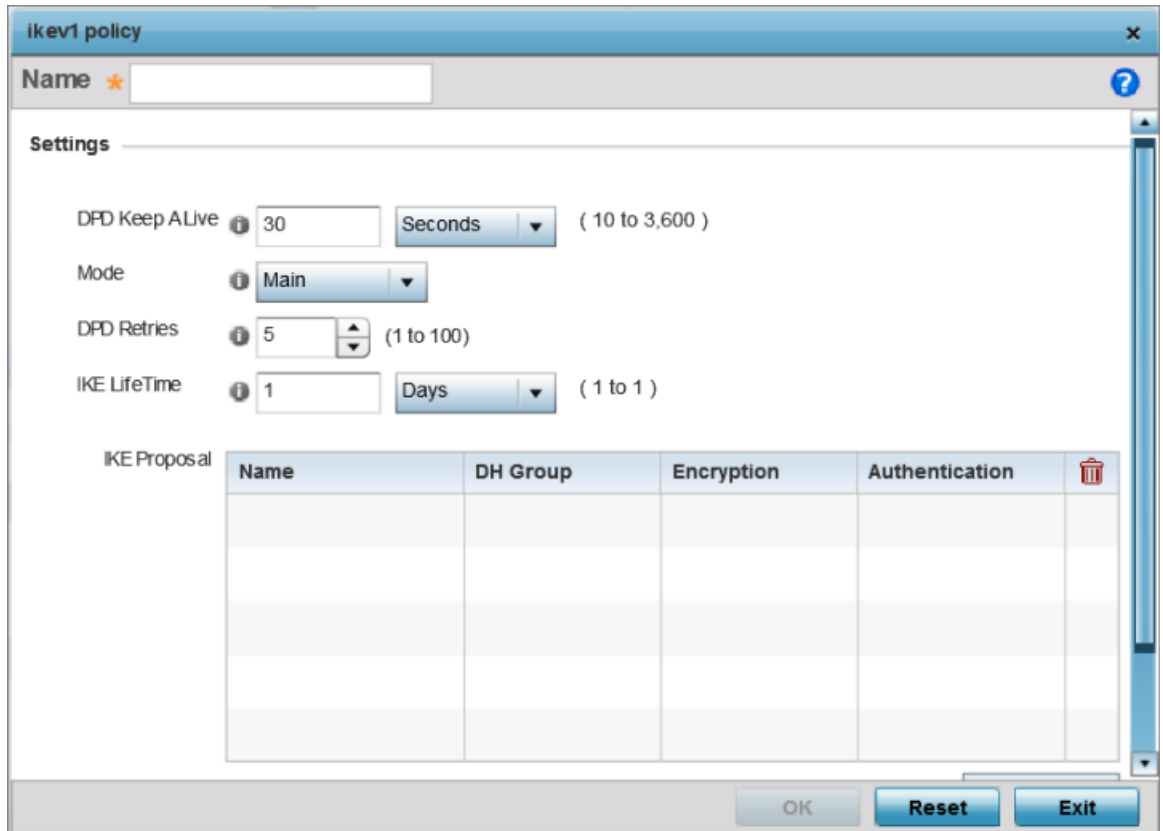 ikev1 policy ×
Name * ?
Settings
DPD Keep ALive i 30 Seconds ( 10 to 3,600 )
Mode i Main
DPD Retries i 5 (1 to 100)
IKE LifeTime i 1 Days ( 1 to 1 )
IKE Proposal
Name DH Group Encryption Authentication
OK Reset Exit